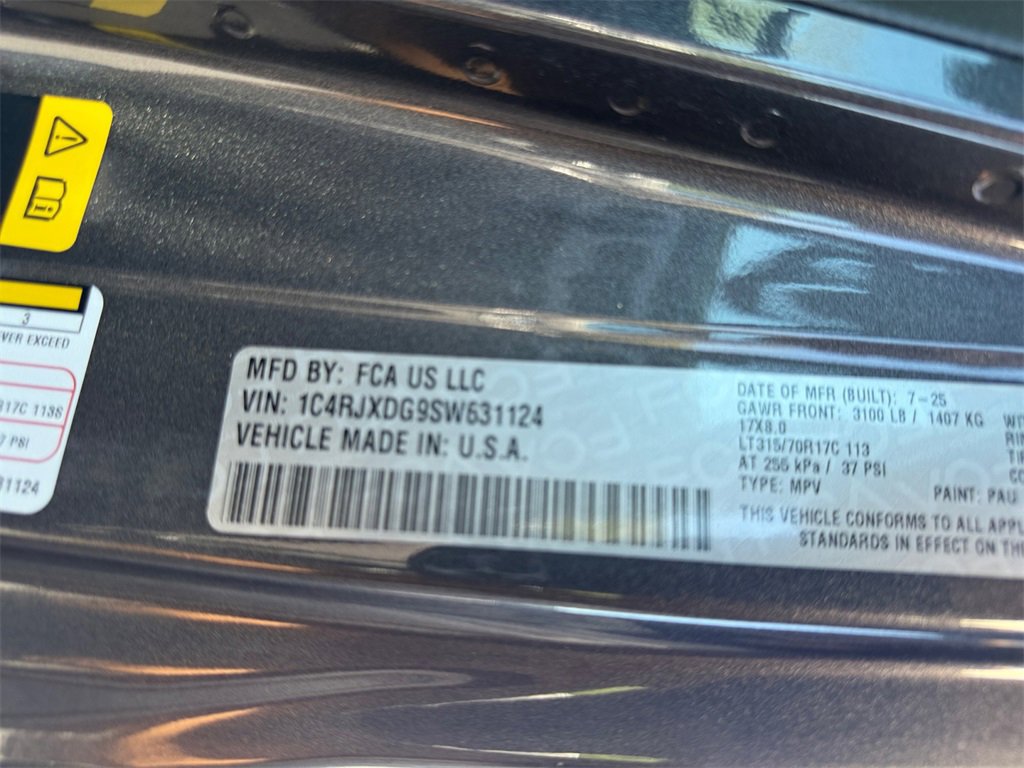 3
EVER EXCEED
R17C 113S
7 PSI
31124
MFD BY: FCA US LLC
VIN: 1C4RJXDG9SW631124
VEHICLE MADE IN: U.S.A.
DATE OF MFR (BUILT): 7-25
GAWR FRONT: 3100 LB / 1407 KG
17X8.0
LT315/70R17C 113
AT 255 kPa / 37 PSI
TYPE: MPV
PAINT: PAU
THIS VEHICLE CONFORMS TO ALL APPL
STANDARDS IN EFFECT ON TH